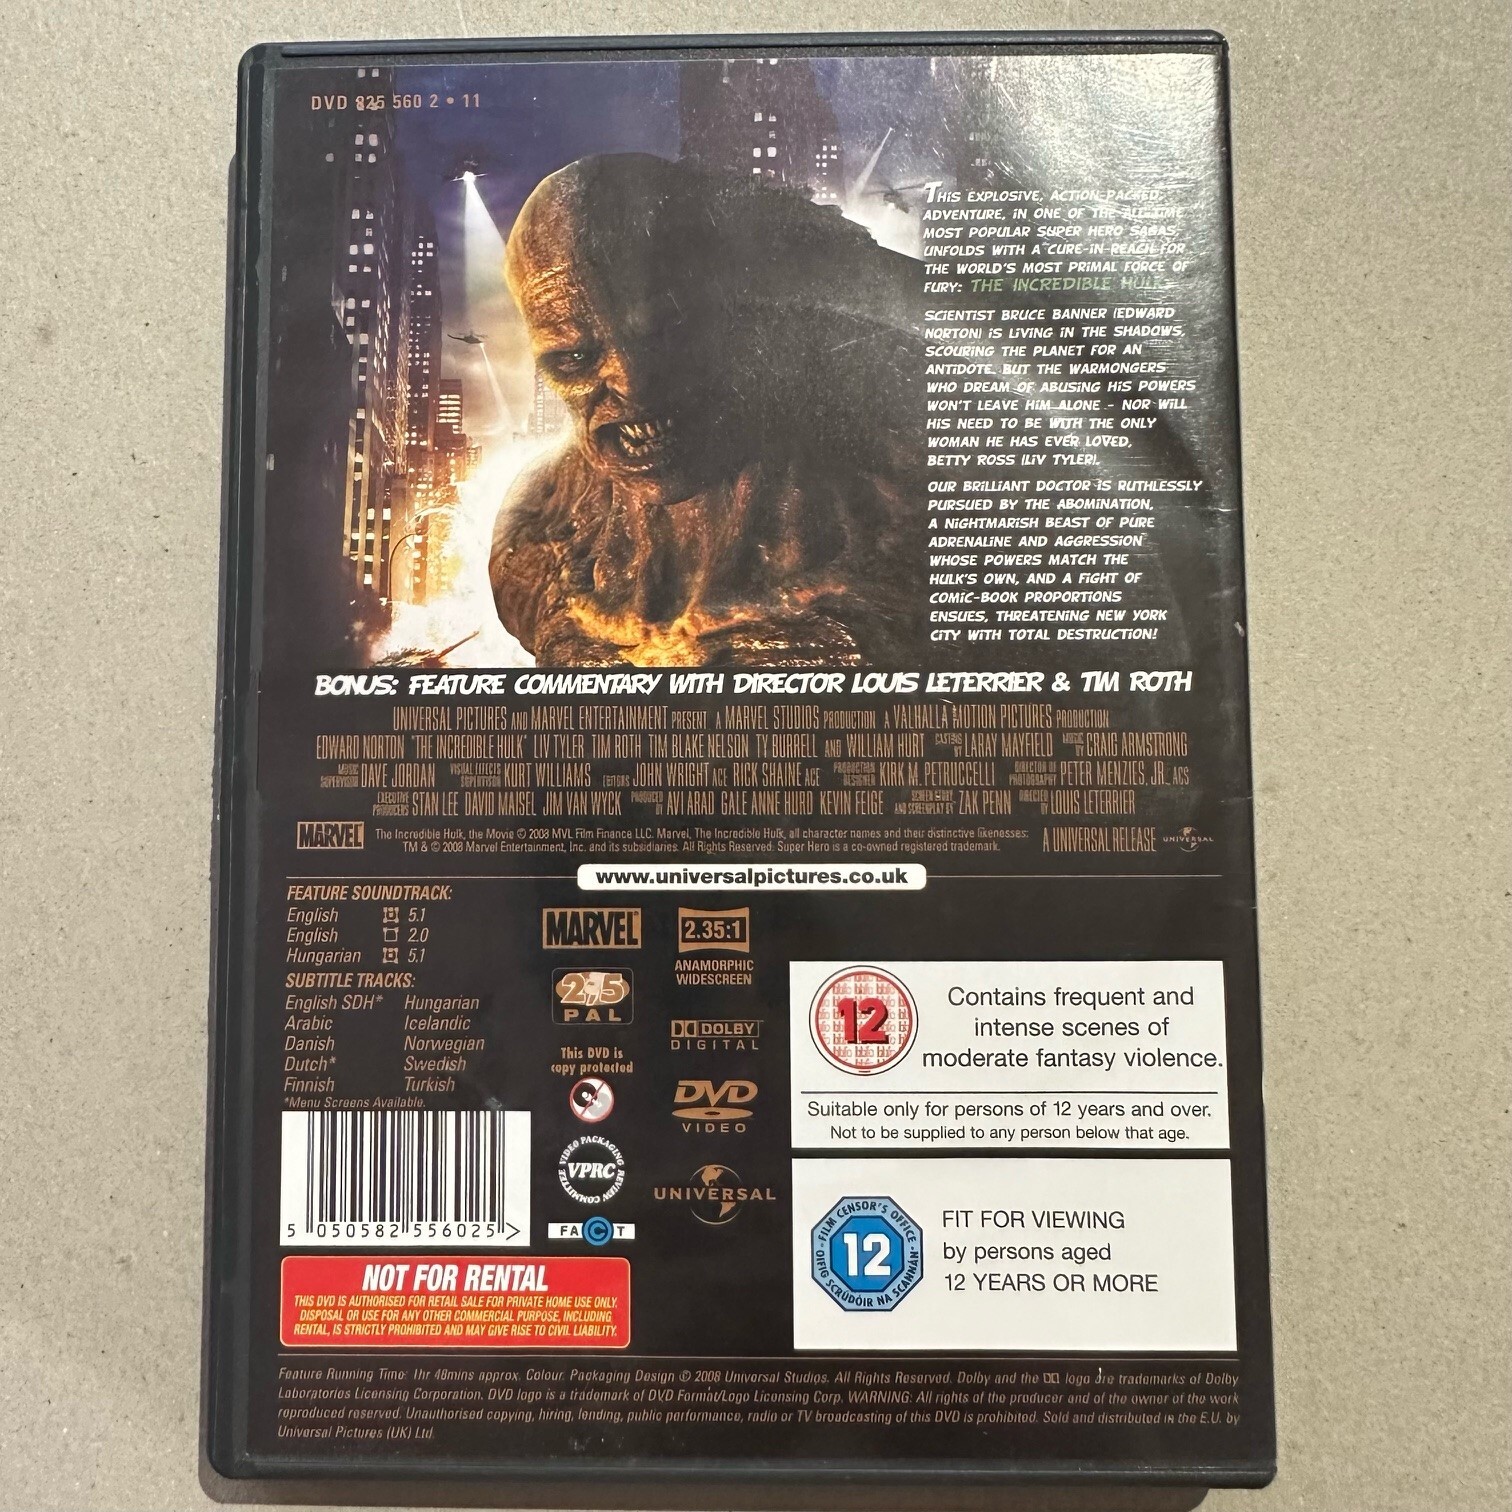 DVD 825 560 2 • 11
THIS EXPLOSIVE, ACTION-PACKED
ADVENTURE, IN ONE OF THE ALL-TIME
MOST POPULAR SUPER HERO SAGAS,
UNFOLDS WITH A CURE-IN REACH FOR
THE WORLD'S MOST PRIMAL FORCE OF
FURY: THE INCREDIBLE HULK.
SCIENTIST BRUCE BANNER (EDWARD
NORTON) IS LIVING IN THE SHADOWS,
SCOURING THE PLANET FOR AN
ANTIDOTE. BUT THE WARMONGERS
WHO DREAM OF ABUSING HIS POWERS
WON'T LEAVE HIM ALONE - NOR WILL
HIS NEED TO BE WITH THE ONLY
WOMAN HE HAS EVER LOVED,
BETTY ROSS (LIV TYLER).
OUR BRILLIANT DOCTOR IS RUTHLESSLY
PURSUED BY THE ABOMINATION,
A NIGHTMARISH BEAST OF PURE
ADRENALINE AND AGGRESSION
WHOSE POWERS MATCH THE
HULK'S OWN, AND A FIGHT OF
COMIC-BOOK PROPORTIONS
ENSUES, THREATENING NEW YORK
CITY WITH TOTAL DESTRUCTION!
BONUS: FEATURE COMMENTARY WITH DIRECTOR LOUIS LETERRIER & TIM ROTH
UNIVERSAL PICTURES AND MARVEL ENTERTAINMENT PRESENT A MARVEL STUDIOS PRODUCTION A VALHALLA MOTION PICTURES PRODUCTION
EDWARD NORTON "THE INCREDIBLE HULK" LIV TYLER TIM ROTH TIM BLAKE NELSON TY BURRELL AND WILLIAM HURT CASTING BY LARAY MAYFIELD MUSIC BY CRAIG ARMSTRONG
MUSIC SUPERVISION DAVE JORDAN VISUAL EFFECTS SUPERVISOR KURT WILLIAMS EDITORS JOHN WRIGHT ACE RICK SHAINE ACE PRODUCTION DESIGNER KIRK M. PETRUCCELLI DIRECTOR OF PHOTOGRAPHY PETER MENZIES, JR., ACS
EXECUTIVE PRODUCERS STAN LEE DAVID MAISEL JIM VAN WYCK PRODUCED BY AVI ARAD GALE ANNE HURD KEVIN FEIGE SCREEN STORY AND SCREENPLAY BY ZAK PENN DIRECTED BY LOUIS LETERRIER
MARVEL The Incredible Hulk, the Movie © 2008 MVL Film Finance LLC. Marvel, The Incredible Hulk, all character names and their distinctive likenesses:
TM & © 2008 Marvel Entertainment, Inc. and its subsidiaries. All Rights Reserved. Super Hero is a co-owned registered trademark.
A UNIVERSAL RELEASE UNIVERSAL
www.universalpictures.co.uk
FEATURE SOUNDTRACK:
English 5.1
English 2.0
Hungarian 5.1
SUBTITLE TRACKS:
English SDH* Hungarian
Arabic Icelandic
Danish Norwegian
Dutch* Swedish
Finnish Turkish
*Menu Screens Available.
5 050582 556025 >
MARVEL
2,5
PAL
This DVD is
copy protected
VIDEO PACKAGING REVIEW COMMITTEE
VPRC
FACT
2.35:1
ANAMORPHIC
WIDESCREEN
DOLBY
DIGITAL
DVD
VIDEO
UNIVERSAL
12
Contains frequent and
intense scenes of
moderate fantasy violence.
Suitable only for persons of 12 years and over.
Not to be supplied to any person below that age.
FILM CENSOR'S OFFICE
12
OIFIG SCRÚDÓIR NA SCANNÁN
FIT FOR VIEWING
by persons aged
12 YEARS OR MORE
NOT FOR RENTAL
THIS DVD IS AUTHORISED FOR RETAIL SALE FOR PRIVATE HOME USE ONLY.
DISPOSAL OR USE FOR ANY OTHER COMMERCIAL PURPOSE, INCLUDING
RENTAL, IS STRICTLY PROHIBITED AND MAY GIVE RISE TO CIVIL LIABILITY.
Feature Running Time: 1hr 48mins approx. Colour. Packaging Design © 2008 Universal Studios. All Rights Reserved. Dolby and the DD logo are trademarks of Dolby
Laboratories Licensing Corporation. DVD logo is a trademark of DVD Format/Logo Licensing Corp. WARNING: All rights of the producer and of the owner of the work
reproduced reserved. Unauthorised copying, hiring, lending, public performance, radio or TV broadcasting of this DVD is prohibited. Sold and distributed in the E.U. by
Universal Pictures (UK) Ltd.